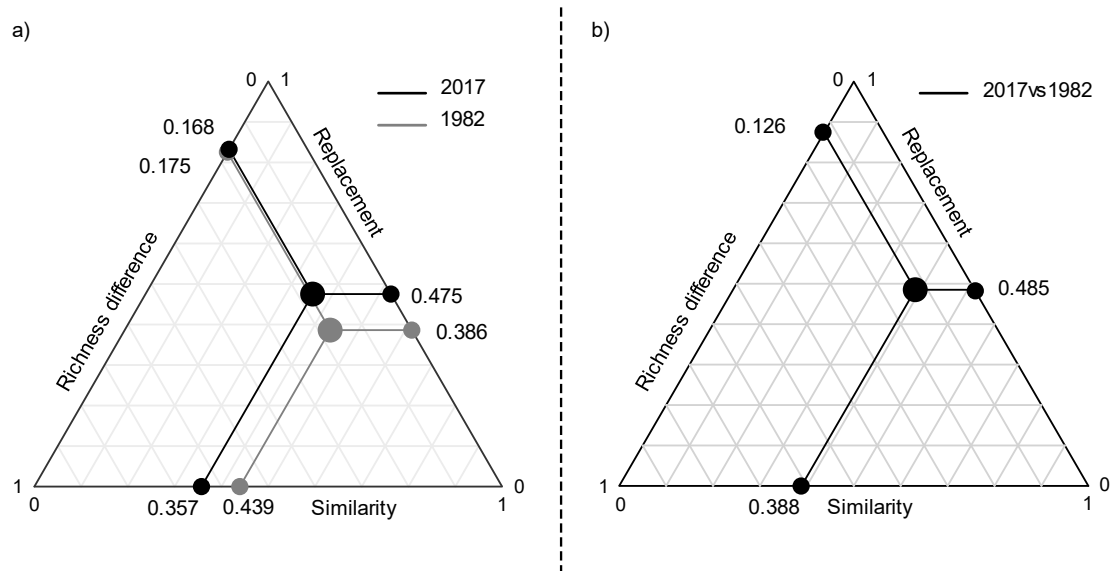 a)
0 1
2017
1982
0.168
0.175
Replacement
Richness difference
0.475
0.386
1
0
0
0.357
0.439
Similarity
1
b)
0 1
2017vs1982
0.126
Replacement
Richness difference
0.485
1
0
0
0.388
Similarity
1